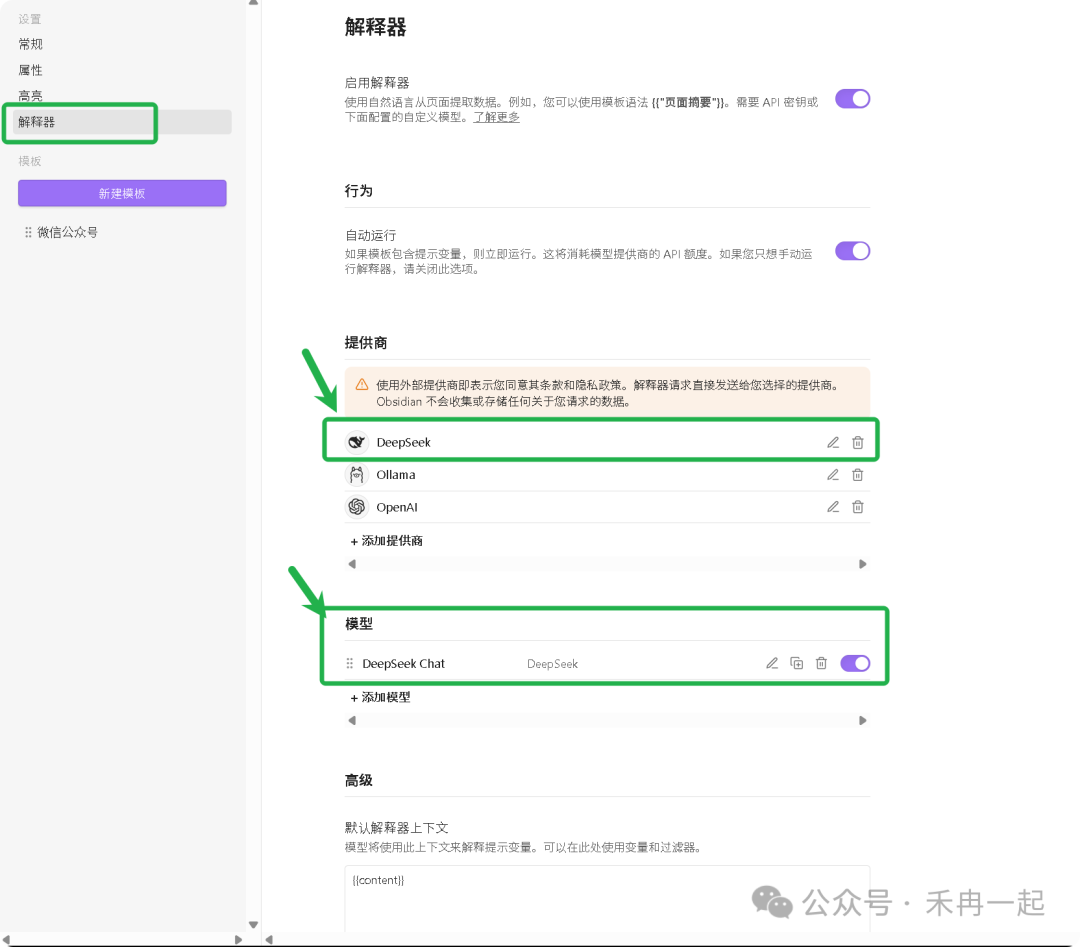 设置
常规
属性
高亮
解释器
模板
新建模板
微信公众号
解释器
启用解释器
使用自然语言从页面提取数据。例如，您可以使用模板语法 {{"页面摘要"}}。需要 API 密钥或
下面配置的自定义模型。了解更多
行为
自动运行
如果模板包含提示变量，则立即运行。这将消耗模型提供商的 API 额度。如果您只想手动运
行解释器，请关闭此选项。
提供商
使用外部提供商即表示您同意其条款和隐私政策。解释器请求直接发送给您选择的提供商。
Obsidian 不会收集或存储任何关于您请求的数据。
DeepSeek
Ollama
OpenAI
+ 添加提供商
模型
DeepSeek Chat DeepSeek
+ 添加模型
高级
默认解释器上下文
模型将使用此上下文来解释提示变量。可以在此处使用变量和过滤器。
{{content}}
公众号 · 禾冉一起